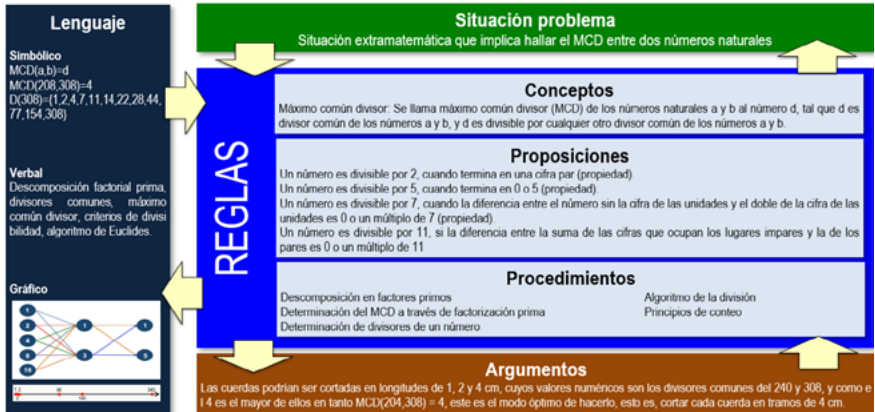 Lenguaje
Simbólico
MCD(a,b)=d
MCD(208,308)=4
D(308)={1,2,4,7,11,14,22,28,44,
77,154,308}
Verbal
Descomposición factorial prima,
divisores comunes, máximo
común divisor, criterios de divisi
bilidad, algoritmo de Euclides.
Gráfico
1
2
4
8
16
1
3
1
5
Situación problema
Situación extramatemática que implica hallar el MCD entre dos números naturales
REGLAS
Conceptos
Máximo común divisor: Se llama máximo común divisor (MCD) de los números naturales a y b al número d, tal que d es
divisor común de los números a y b, y d es divisible por cualquier otro divisor común de los números a y b.
Proposiciones
Un número es divisible por 2, cuando termina en una cifra par (propiedad).
Un número es divisible por 5, cuando termina en 0 o 5 (propiedad).
Un número es divisible por 7, cuando la diferencia entre el número sin la cifra de las unidades y el doble de la cifra de las
unidades es 0 o un múltiplo de 7 (propiedad).
Un número es divisible por 11, si la diferencia entre la suma de las cifras que ocupan los lugares impares y la de los
pares es 0 o un múltiplo de 11
Procedimientos
Descomposición en factores primos
Determinación del MCD a través de factorización prima
Determinación de divisores de un número
Algoritmo de la división
Principios de conteo
Argumentos
Las cuerdas podrían ser cortadas en longitudes de 1, 2 y 4 cm, cuyos valores numéricos son los divisores comunes del 240 y 308, y como e
l 4 es el mayor de ellos en tanto MCD(204,308) = 4, este es el modo óptimo de hacerlo, esto es, cortar cada cuerda en tramos de 4 cm.